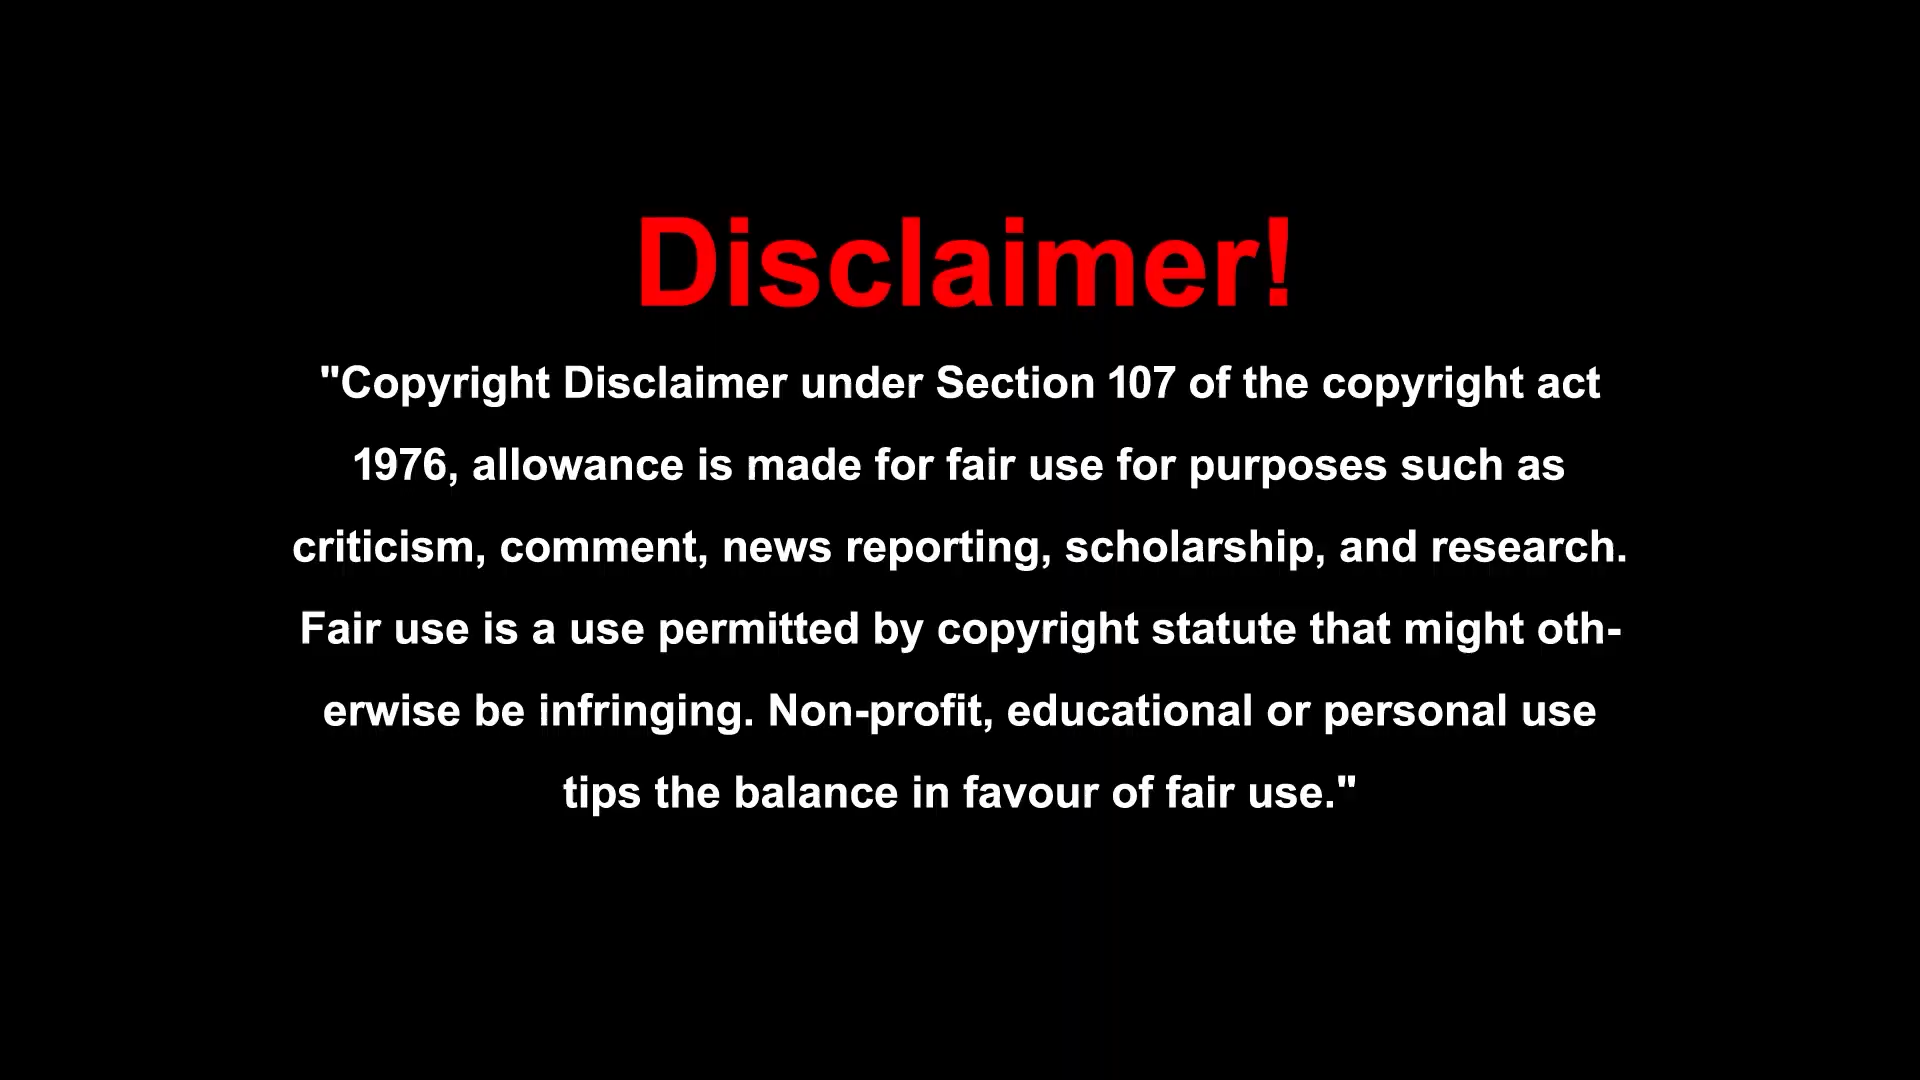 Disclaimer!
"Copyright Disclaimer under Section 107 of the copyright act
1976, allowance is made for fair use for purposes such as
criticism, comment, news reporting, scholarship, and research.
Fair use is a use permitted by copyright statute that might oth-
erwise be infringing. Non-profit, educational or personal use
tips the balance in favour of fair use."